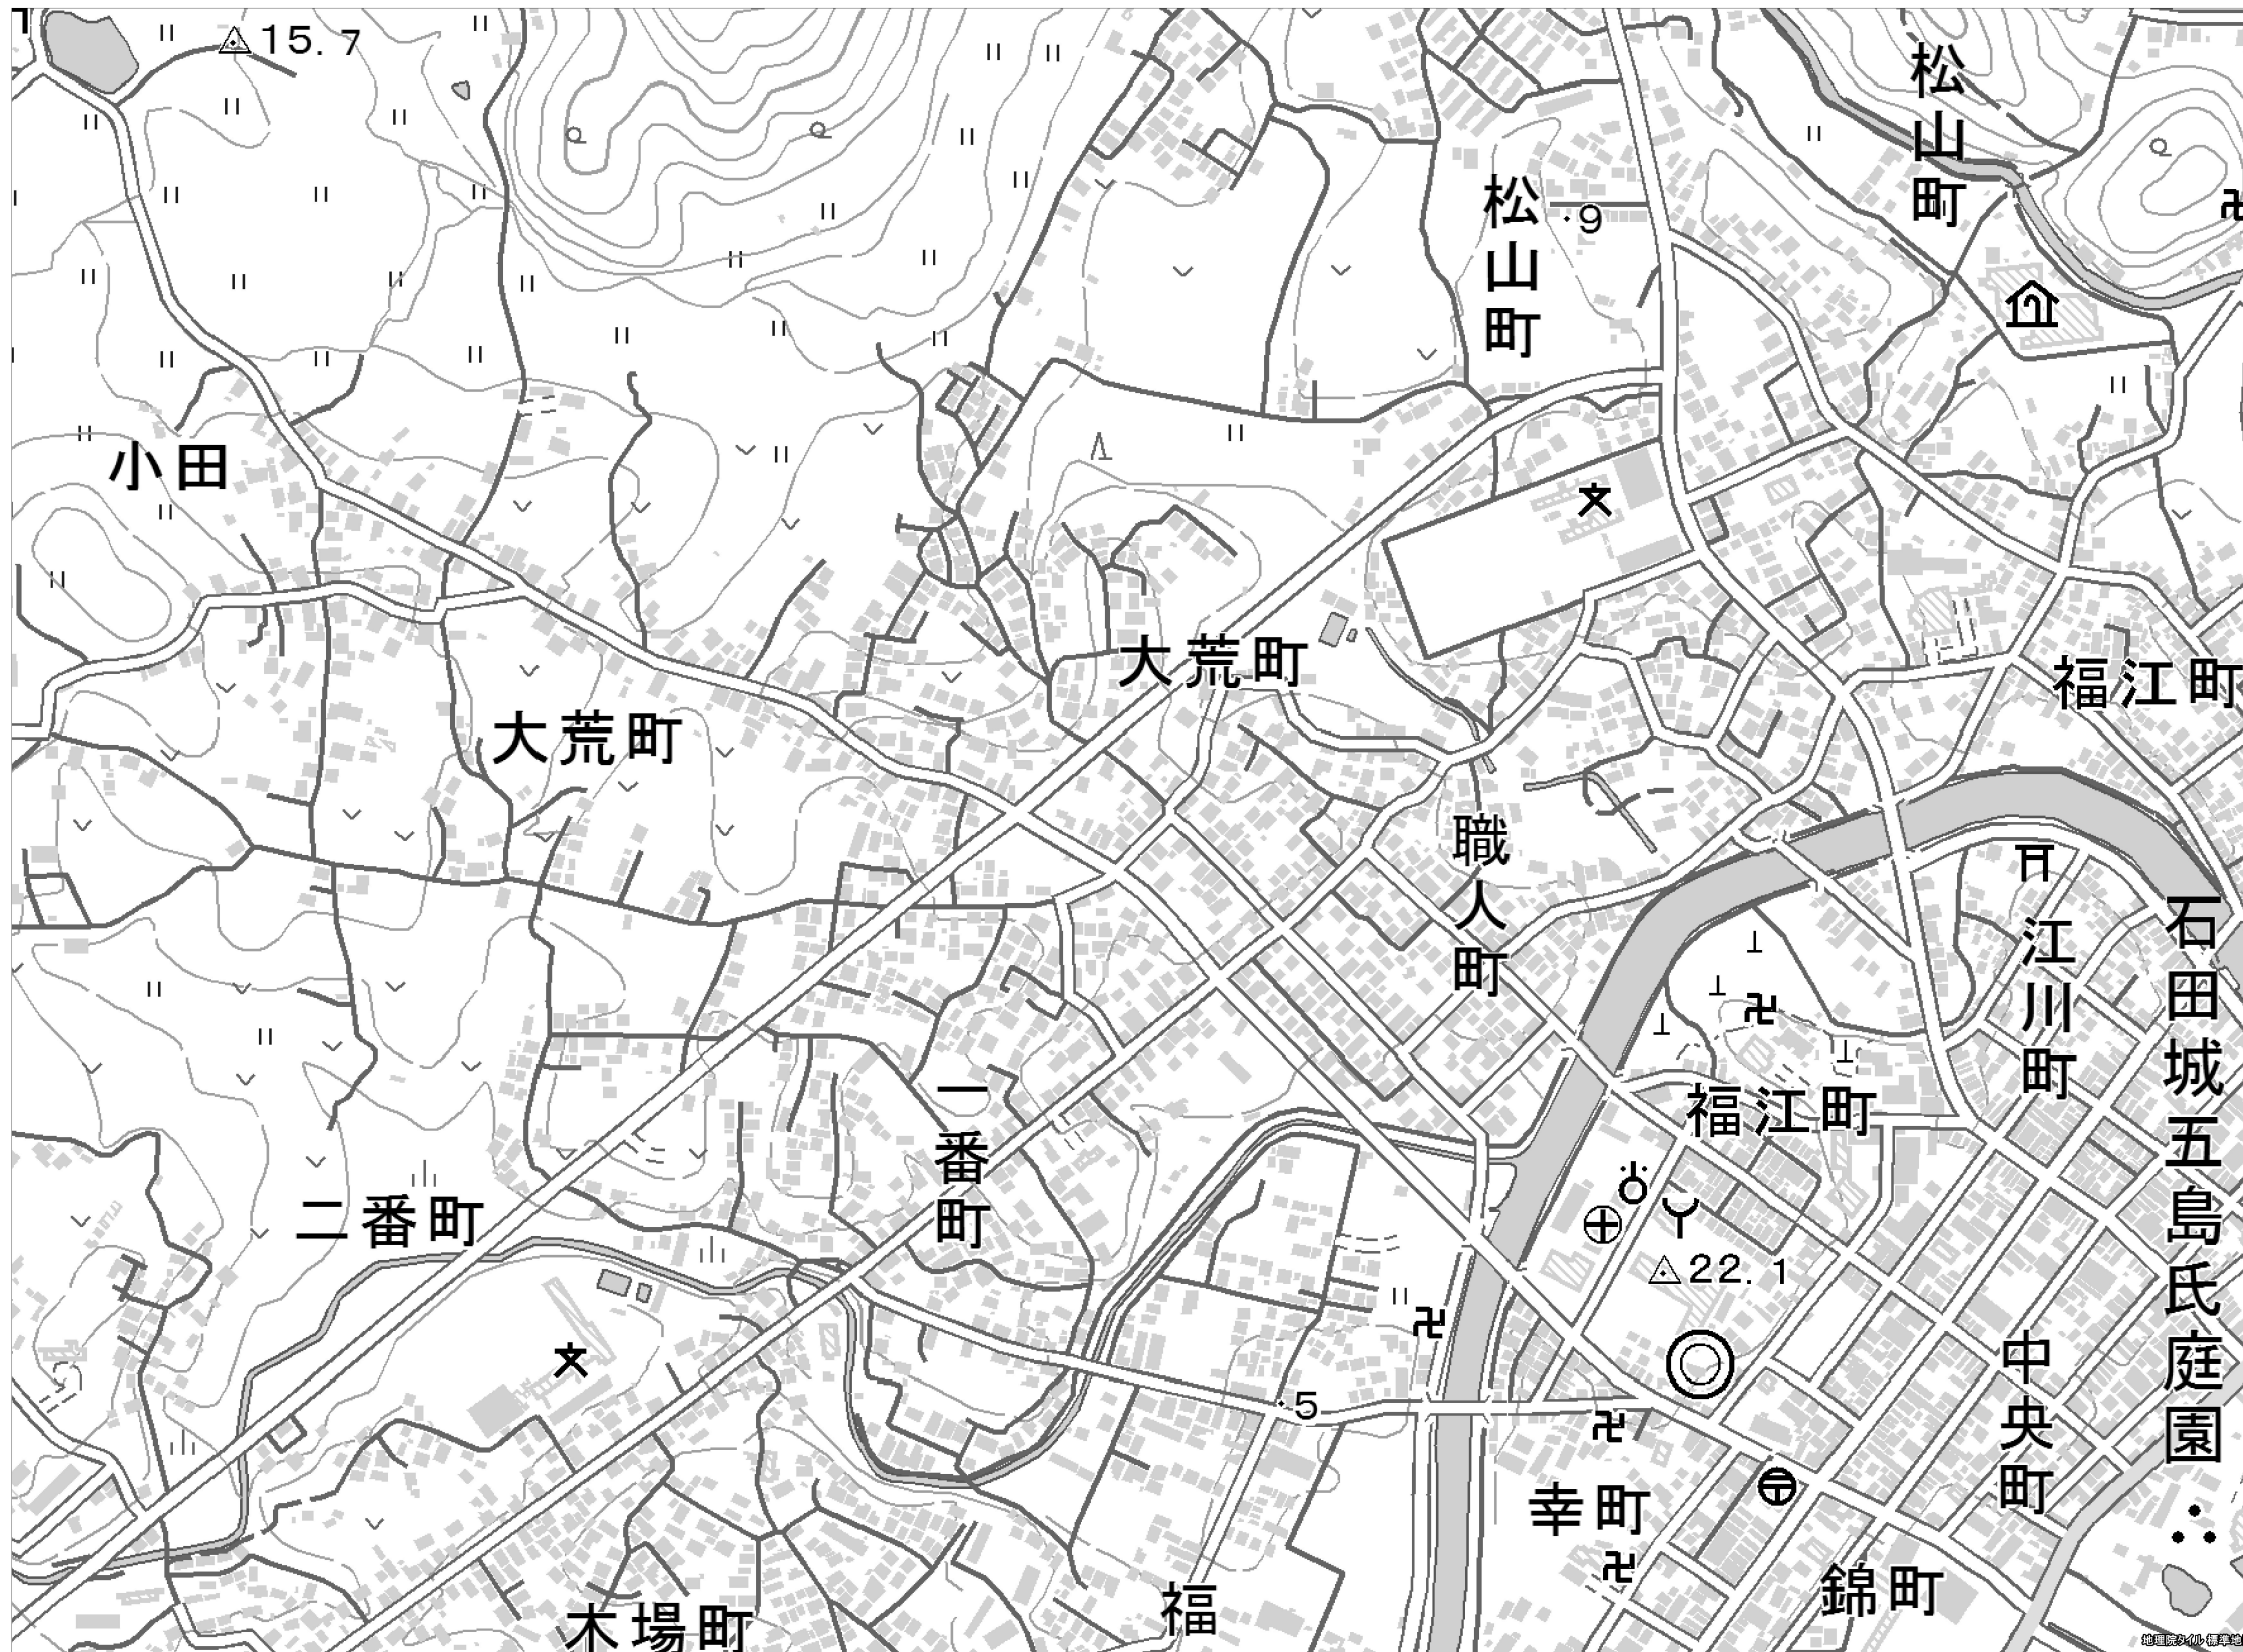 15.7
松山町
松山町
9
小田
大荒町
福江町
大荒町
職人町
江川町
石田城五島氏庭園
一番町
福江町
二番町
22.1
中央町
5
幸町
錦町
福
木場町
地理院タイル 標準地